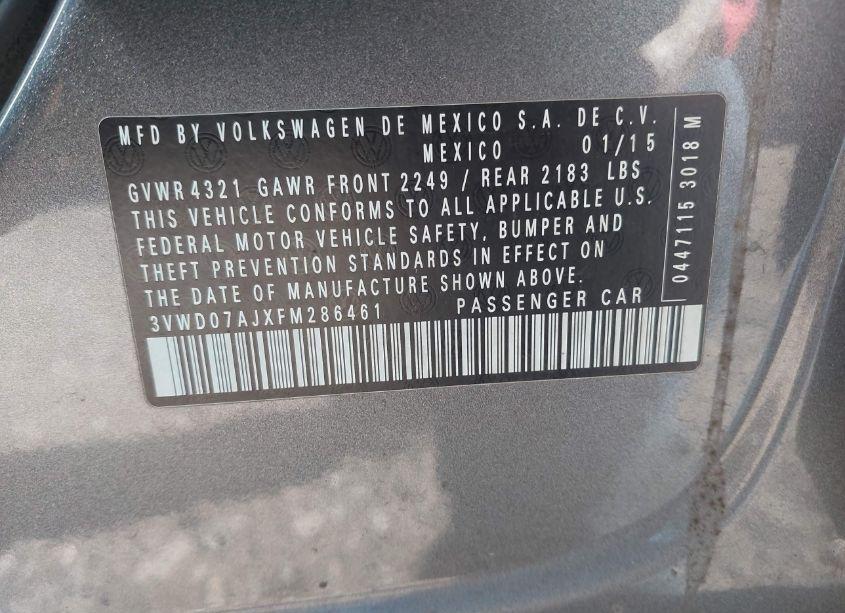 MFD BY VOLKSWAGEN DE MEXICO S.A. DE C.V.
MEXICO 01/15
GVWR 4321 GAWR FRONT 2249 / REAR 2183 LBS
THIS VEHICLE CONFORMS TO ALL APPLICABLE U.S.
FEDERAL MOTOR VEHICLE SAFETY, BUMPER AND
THEFT PREVENTION STANDARDS IN EFFECT ON
THE DATE OF MANUFACTURE SHOWN ABOVE.
3VWD07AJXFM286461 PASSENGER CAR
0447115 3018 M